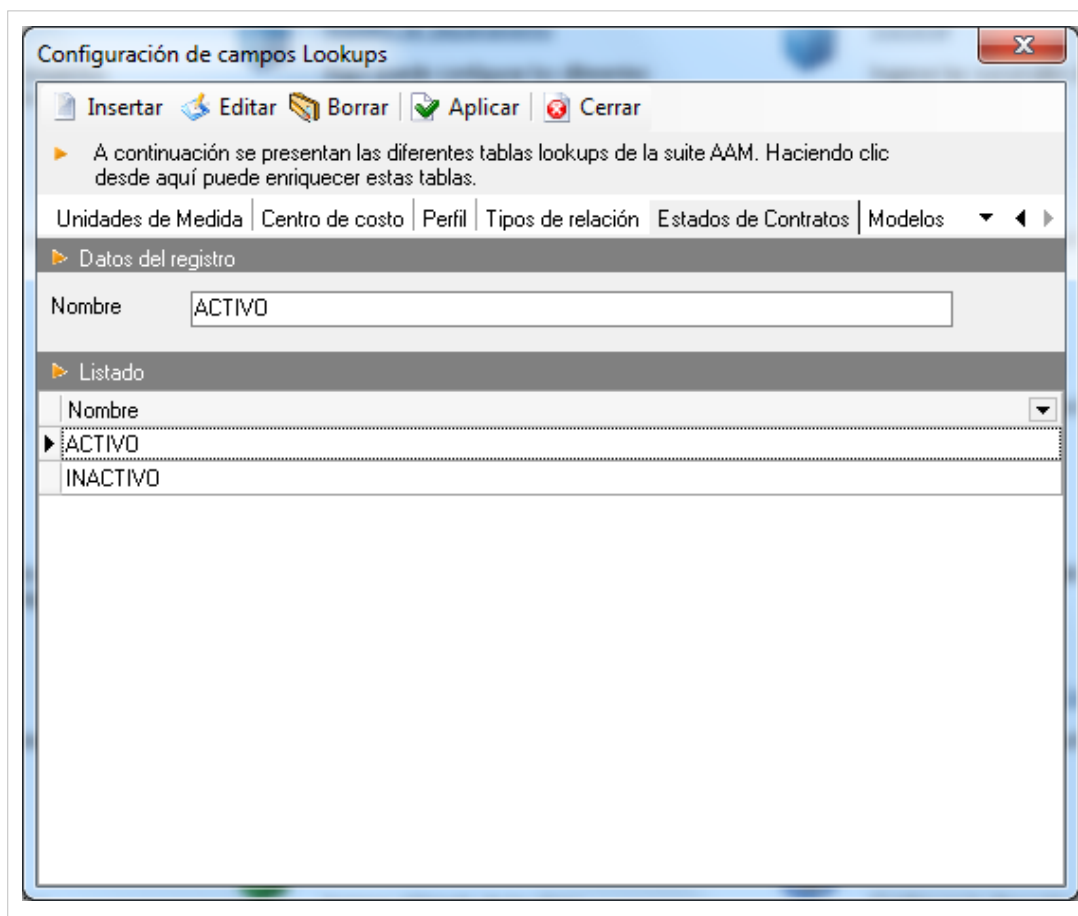 Configuración de campos Lookups
Insertar Editar Borrar Aplicar Cerrar
A continuación se presentan las diferentes tablas lookups de la suite AAM. Haciendo clic
desde aquí puede enriquecer estas tablas.
Unidades de Medida Centro de costo Perfil Tipos de relación Estados de Contratos Modelos
Datos del registro
Nombre ACTIVO
Listado
Nombre
ACTIVO
INACTIVO